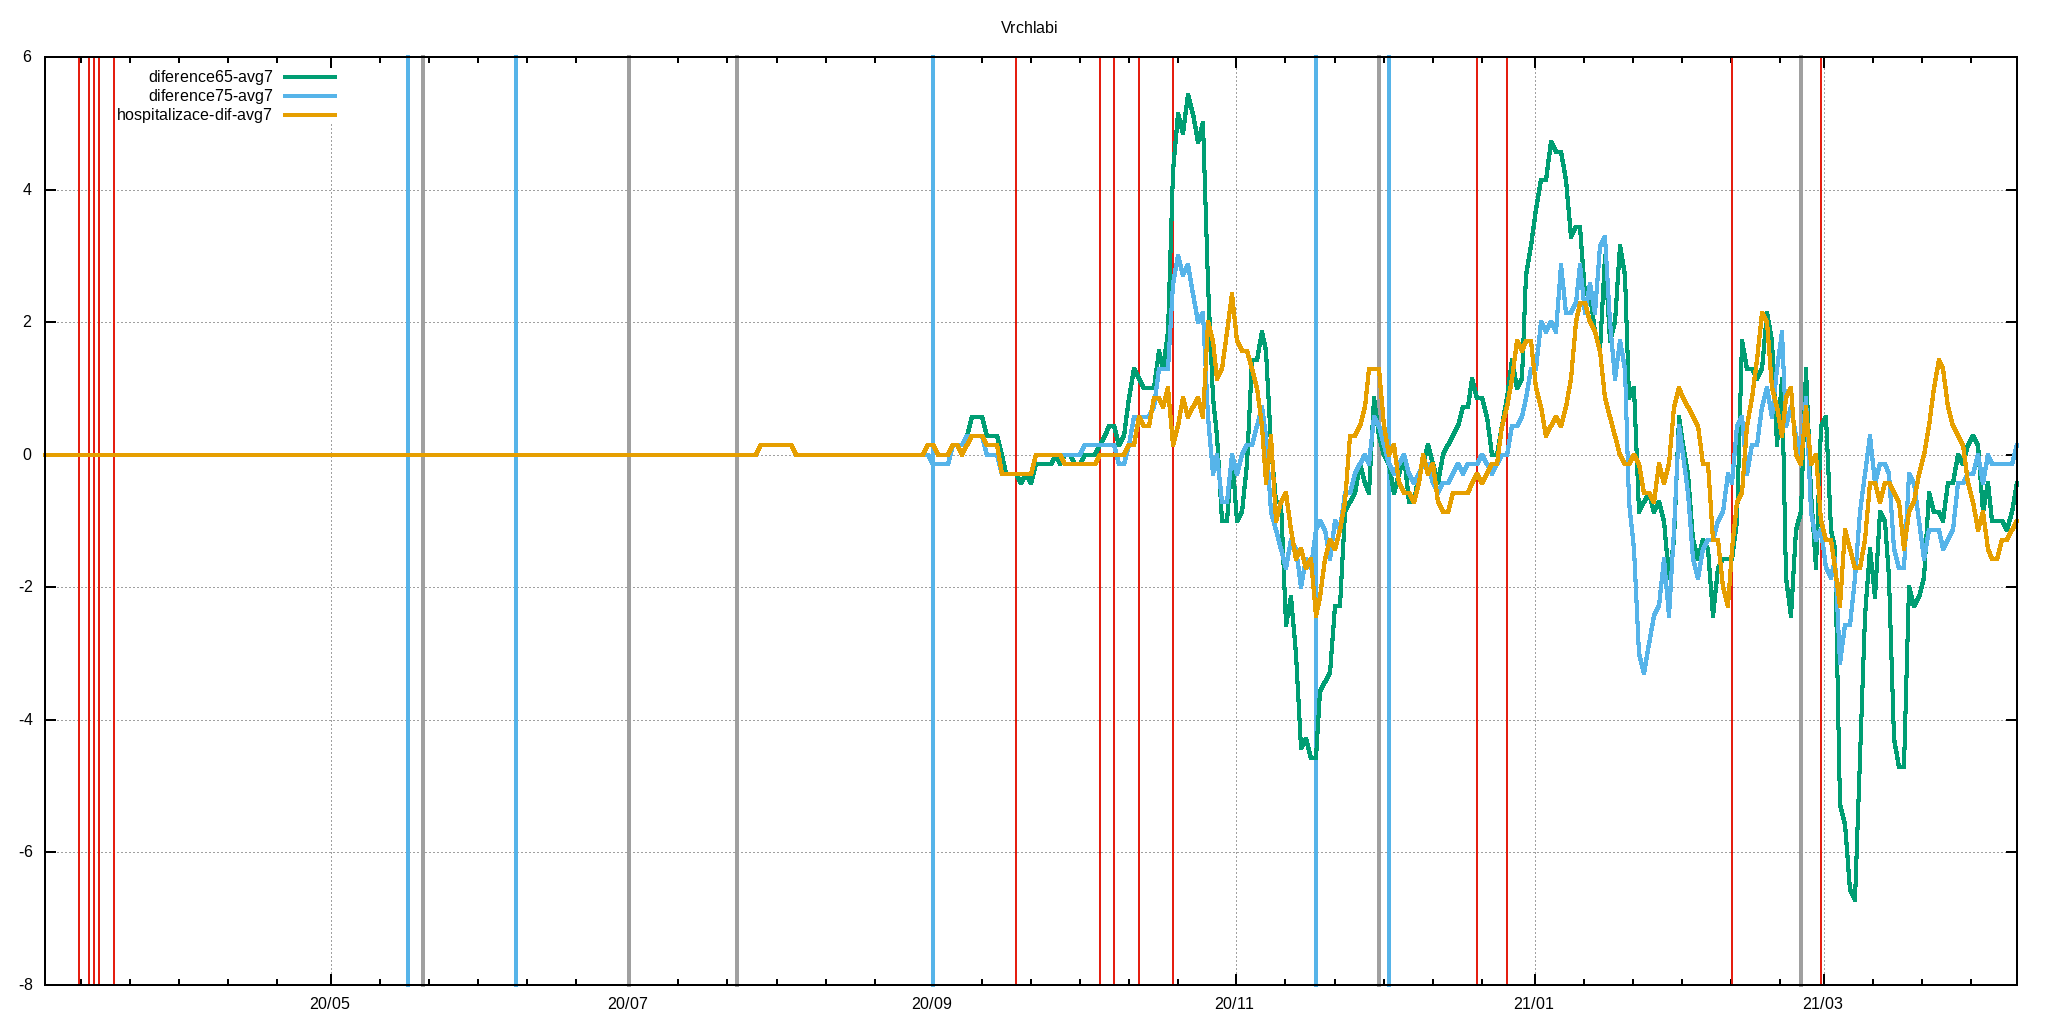 Vrchlabi
6
diference65-avg7
diference75-avg7
hospitalizace-dif-avg7
4
2
0
-2
-4
-6
-8
20/05 20/07 20/09 20/11 21/01 21/03